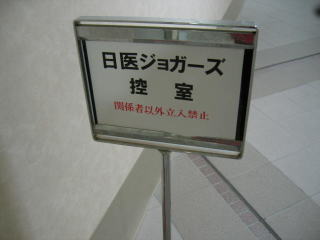 日医ジョガーズ
控室
関係者以外立入禁止